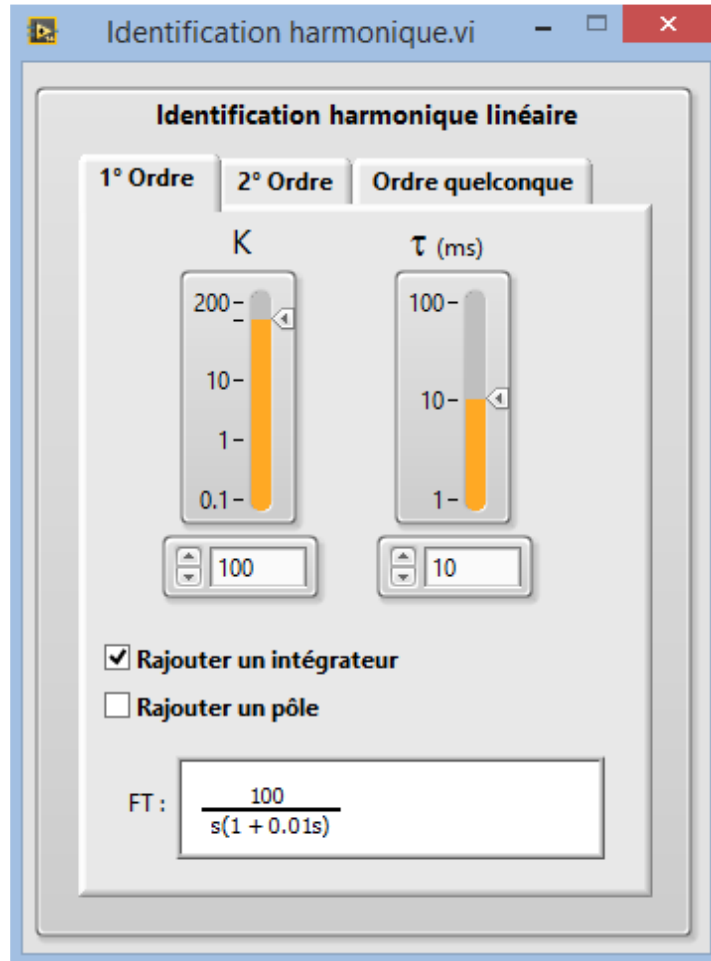 Identification harmonique.vi
Identification harmonique linéaire
1° Ordre 2° Ordre Ordre quelconque
K τ (ms)
200 100
10 10
1
0.1 1
100 10
Rajouter un intégrateur
Rajouter un pôle
FT :
100
s(1 + 0.01s)